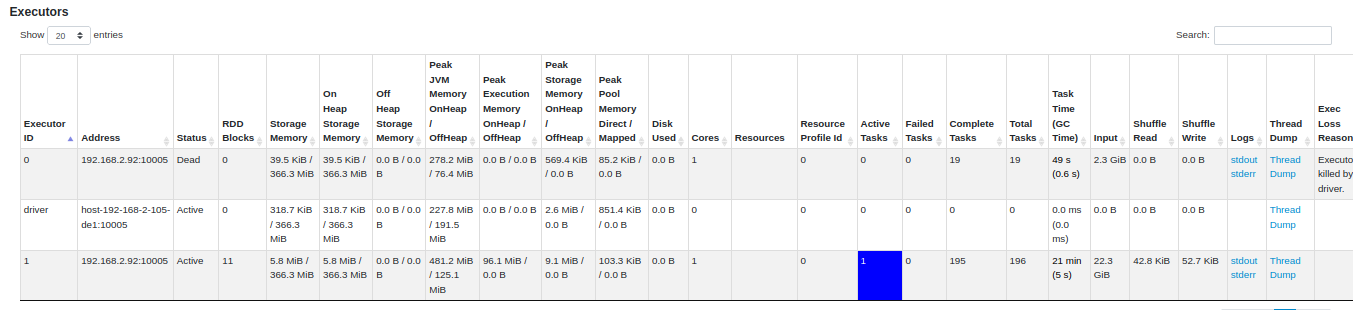 Executors
Show 20 entries Search:
Executor ID Address Status RDD Blocks Storage Memory On Heap Storage Memory Off Heap Storage Memory Peak JVM Memory OnHeap / OffHeap Peak Execution Memory OnHeap / OffHeap Peak Storage Memory OnHeap / OffHeap Peak Pool Memory Direct / Mapped Disk Used Cores Resources Resource Profile Id Active Tasks Failed Tasks Complete Tasks Total Tasks Task Time (GC Time) Input Shuffle Read Shuffle Write Logs Thread Dump Exec Loss Reason
0 192.168.2.92:10005 Dead 0 39.5 KiB / 366.3 MiB 39.5 KiB / 366.3 MiB 0.0 B / 0.0 B 278.2 MiB / 76.4 MiB 0.0 B / 0.0 B 569.4 KiB / 0.0 B 85.2 KiB / 0.0 B 0.0 B 1 0 0 0 19 19 49 s (0.6 s) 2.3 GiB 0.0 B 0.0 B stdout stderr Thread Dump Executo killed by driver.
driver host-192-168-2-105-de1:10005 Active 0 318.7 KiB / 366.3 MiB 318.7 KiB / 366.3 MiB 0.0 B / 0.0 B 227.8 MiB / 191.5 MiB 0.0 B / 0.0 B 2.6 MiB / 0.0 B 851.4 KiB / 0.0 B 0.0 B 0 0 0 0 0 0 0.0 ms (0.0 ms) 0.0 B 0.0 B 0.0 B Thread Dump
1 192.168.2.92:10005 Active 11 5.8 MiB / 366.3 MiB 5.8 MiB / 366.3 MiB 0.0 B / 0.0 B 481.2 MiB / 125.1 MiB 96.1 MiB / 0.0 B 9.1 MiB / 0.0 B 103.3 KiB / 0.0 B 0.0 B 1 0 1 0 195 196 21 min (5 s) 22.3 GiB 42.8 KiB 52.7 KiB stdout stderr Thread Dump